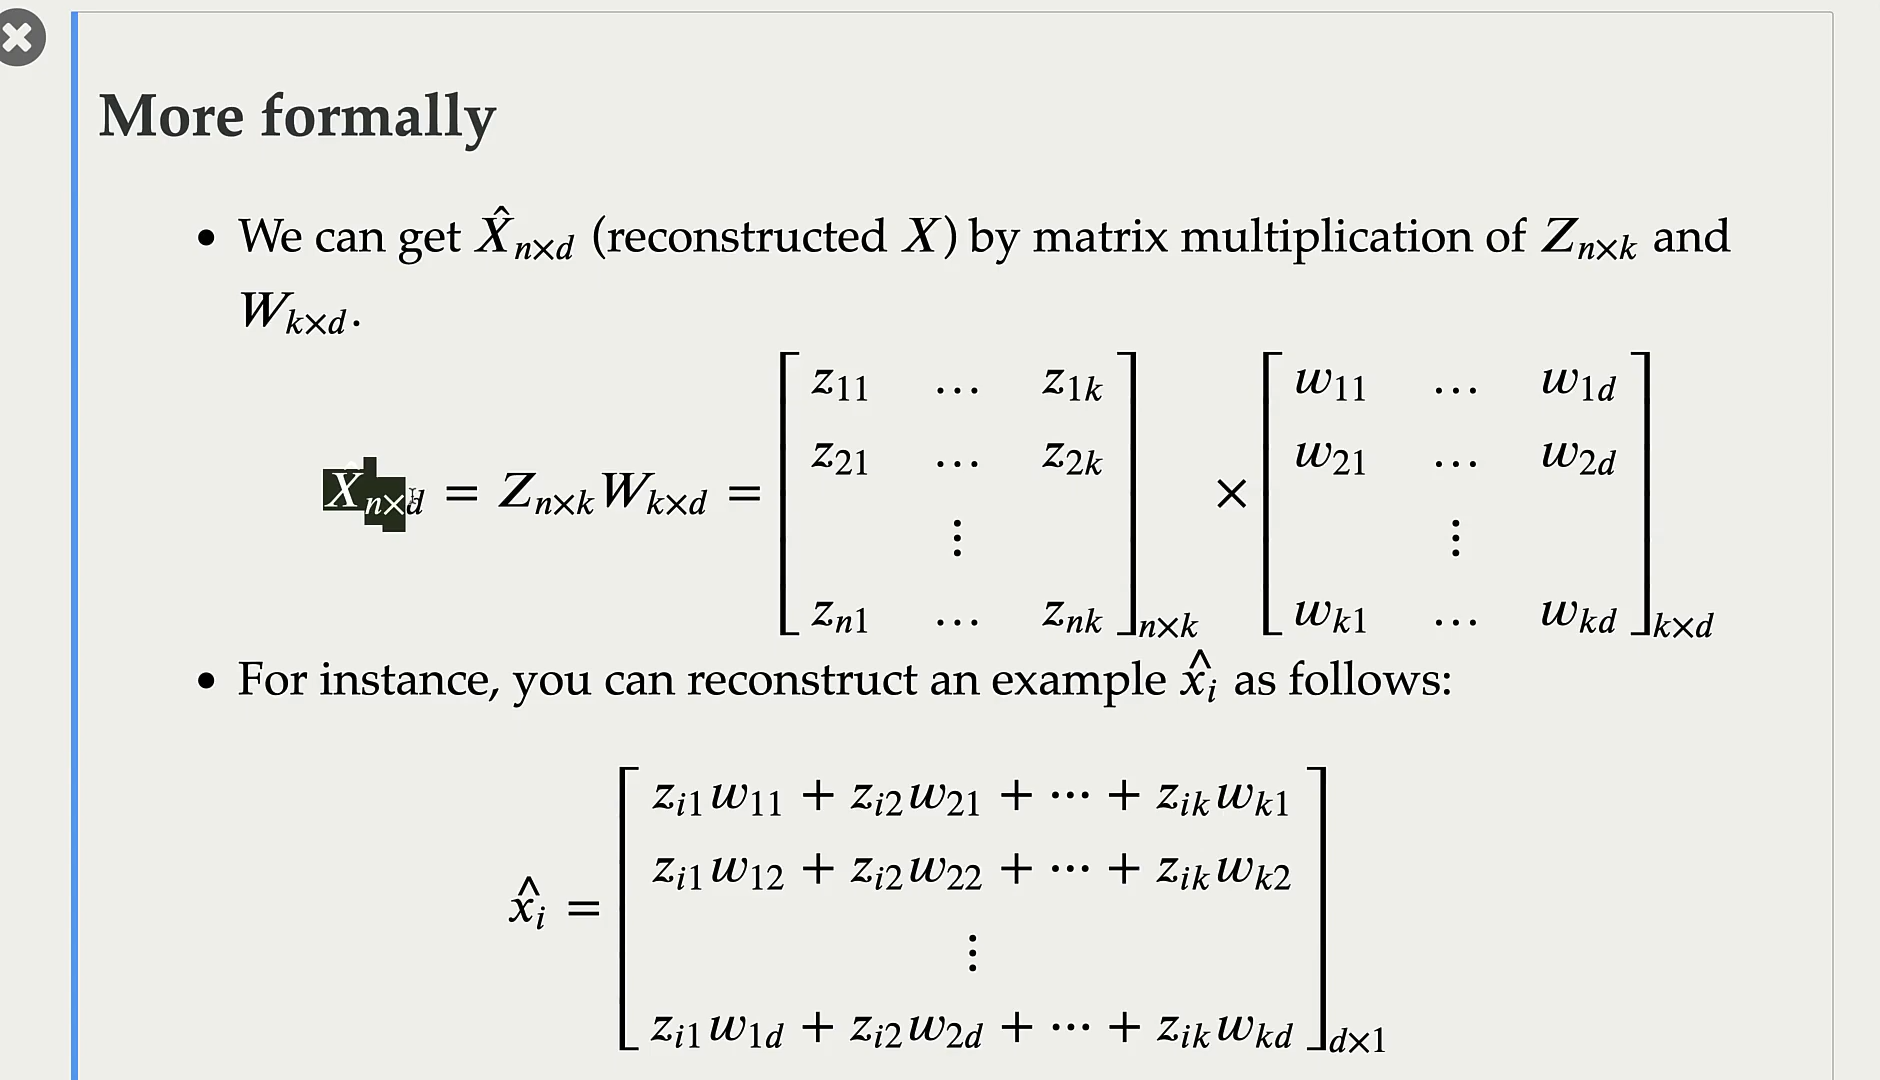 More formally
• We can get X̂ₙ×d (reconstructed X) by matrix multiplication of Zₙ×ₖ and
Wₖ×d.
X̂ₙ×d = Zₙ×ₖWₖ×d = [z₁₁ … z₁ₖ; z₂₁ … z₂ₖ; ⋮; zₙ₁ … zₙₖ]ₙ×ₖ × [w₁₁ … w₁d; w₂₁ … w₂d; ⋮; wₖ₁ … wₖd]ₖ×d
• For instance, you can reconstruct an example x̂ᵢ as follows:
x̂ᵢ = [zᵢ₁w₁₁ + zᵢ₂w₂₁ + ⋯ + zᵢₖwₖ₁
zᵢ₁w₁₂ + zᵢ₂w₂₂ + ⋯ + zᵢₖwₖ₂
⋮
zᵢ₁w₁d + zᵢ₂w₂d + ⋯ + zᵢₖwₖd]d×₁